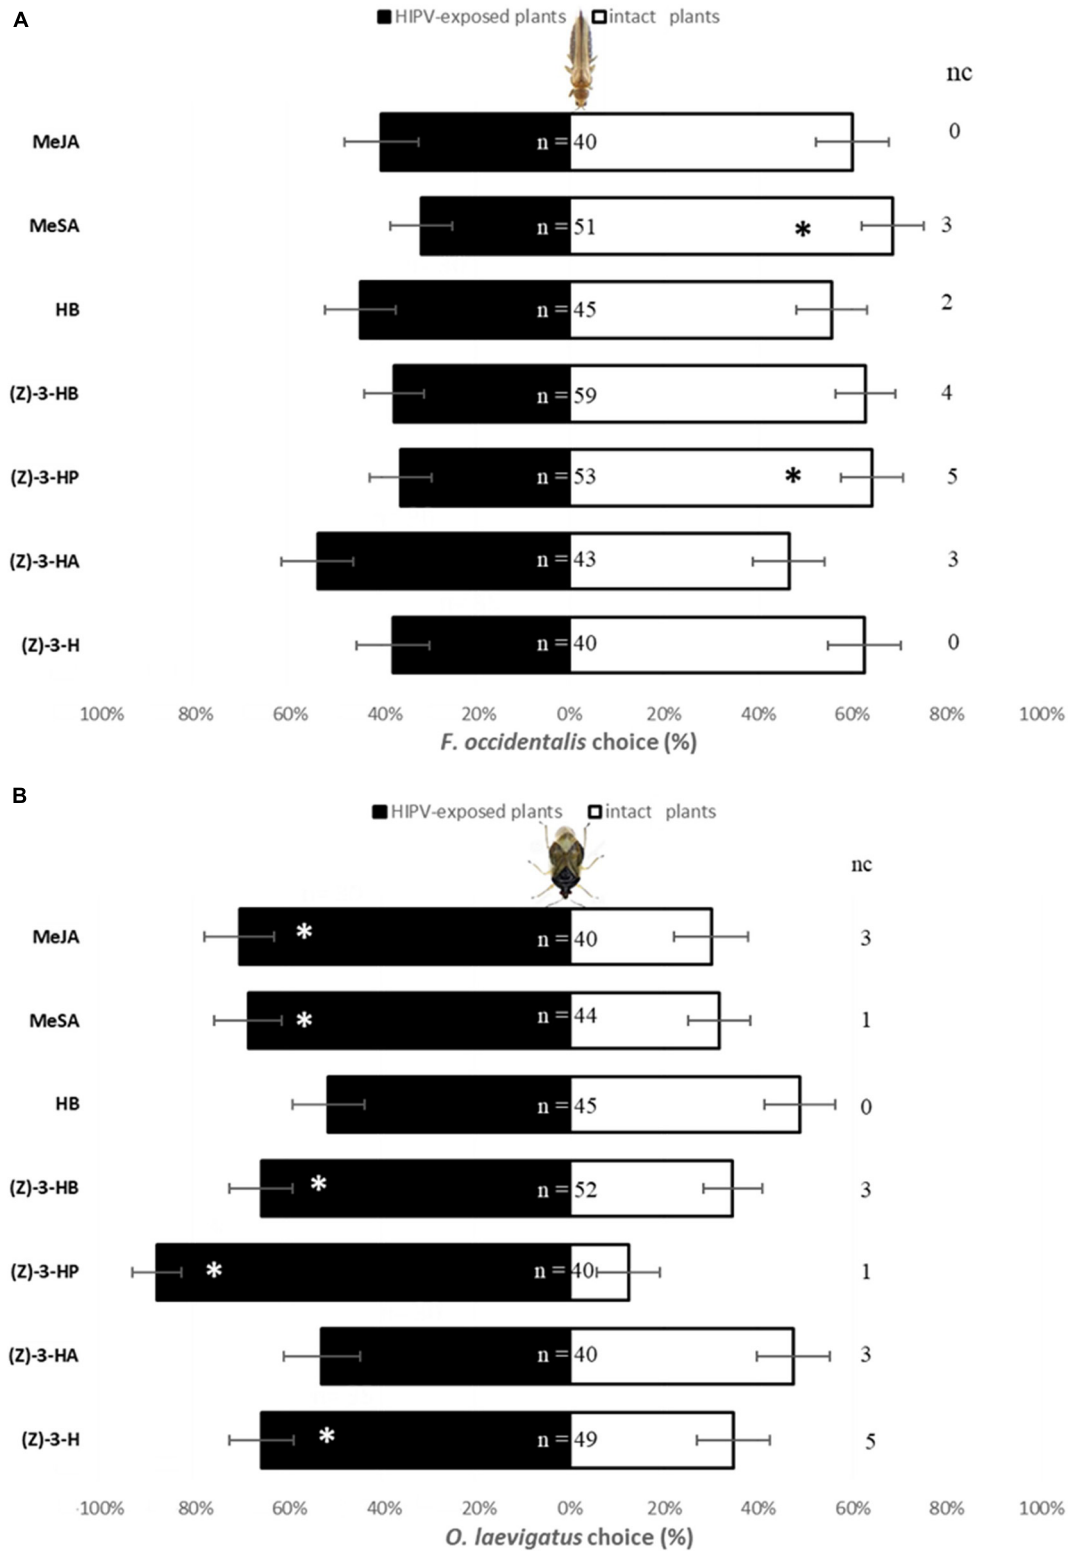 A
HIPV-exposed plants intact plants
nc
MeJA n = 40 0
MeSA n = 51 * 3
HB n = 45 2
(Z)-3-HB n = 59 4
(Z)-3-HP n = 53 * 5
(Z)-3-HA n = 43 3
(Z)-3-H n = 40 0
100% 80% 60% 40% 20% 0% 20% 40% 60% 80% 100%
F. occidentalis choice (%)
B
HIPV-exposed plants intact plants
nc
MeJA * n = 40 3
MeSA * n = 44 1
HB n = 45 0
(Z)-3-HB * n = 52 3
(Z)-3-HP * n = 40 1
(Z)-3-HA n = 40 3
(Z)-3-H * n = 49 5
100% 80% 60% 40% 20% 0% 20% 40% 60% 80% 100%
O. laevigatus choice (%)